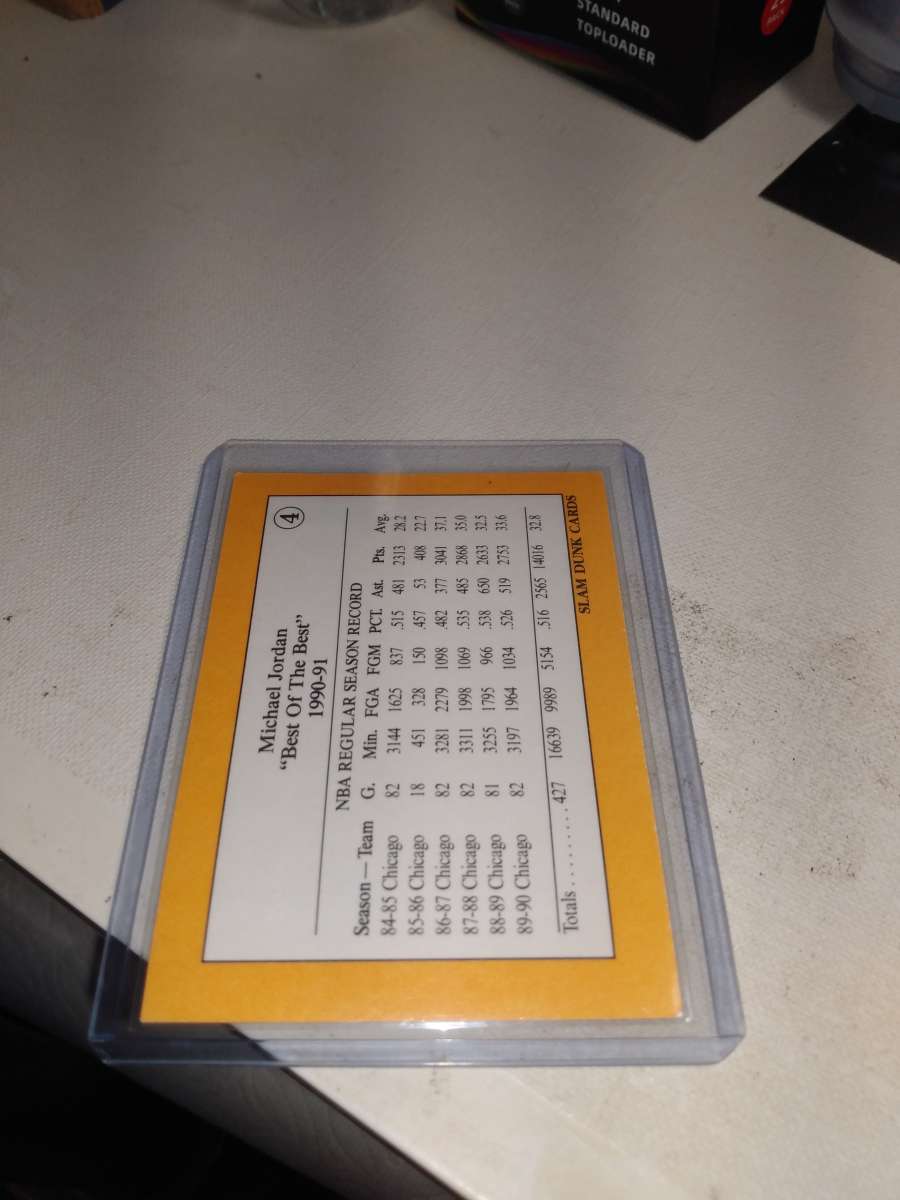 STANDARD
TOPLOADER
PACK
4
Michael Jordan
“Best Of The Best”
1990-91
NBA REGULAR SEASON RECORD
Season — Team G. Min. FGA FGM PCT. Ast. Pts. Avg.
84-85 Chicago 82 3144 1625 837 .515 481 2313 28.2
85-86 Chicago 18 451 328 150 .457 53 408 22.7
86-87 Chicago 82 3281 2279 1098 .482 377 3041 37.1
87-88 Chicago 82 3311 1998 1069 .535 485 2868 35.0
88-89 Chicago 81 3255 1795 966 .538 630 2633 32.5
89-90 Chicago 82 3197 1964 1034 .526 519 2753 33.6
Totals . . . . . . . . . . 427 16639 9989 5154 .516 2565 14016 32.8
SLAM DUNK CARDS